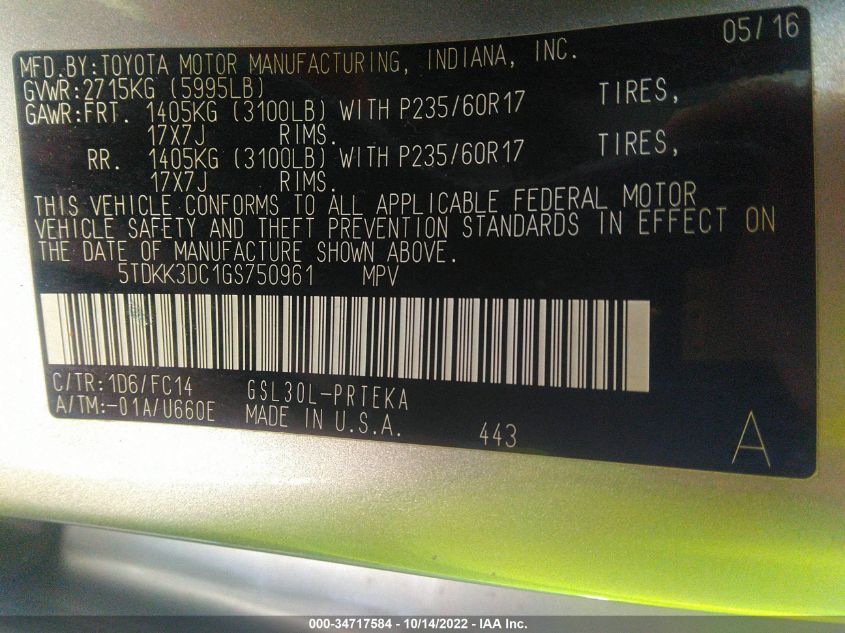 05/16
MFD.BY:TOYOTA MOTOR MANUFACTURING, INDIANA, INC.
GVWR:2715KG (5995LB)
GAWR:FRT. 1405KG (3100LB) WITH P235/60R17 TIRES,
17X7J RIMS.
RR. 1405KG (3100LB) WITH P235/60R17 TIRES,
17X7J RIMS.
THIS VEHICLE CONFORMS TO ALL APPLICABLE FEDERAL MOTOR
VEHICLE SAFETY AND THEFT PREVENTION STANDARDS IN EFFECT ON
THE DATE OF MANUFACTURE SHOWN ABOVE.
5TDKK3DC1GS750961 MPV
C/TR:1D6/FC14 GSL30L-PRTEKA
A/TM:-01A/U660E MADE IN U.S.A. 443 A
000-34717584 | 10/14/2022 - IAA Inc.